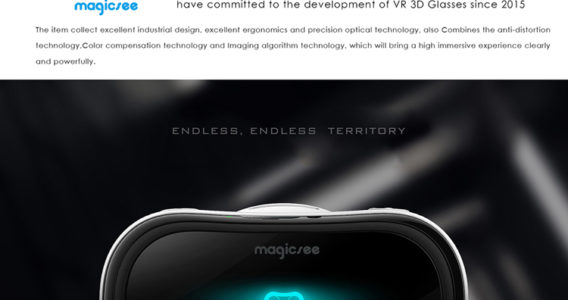 magicsee have committed to the development of VR 3D Glasses since 2015
The item collect excellent industrial design, excellent ergonomics and precision optical technology, also Combines the anti-distortion
technology,Color compensation technology and Imaging algorithm technology, which will bring a high immersive experience clearly
and powerfully.
ENDLESS, ENDLESS TERRITORY
magicsee